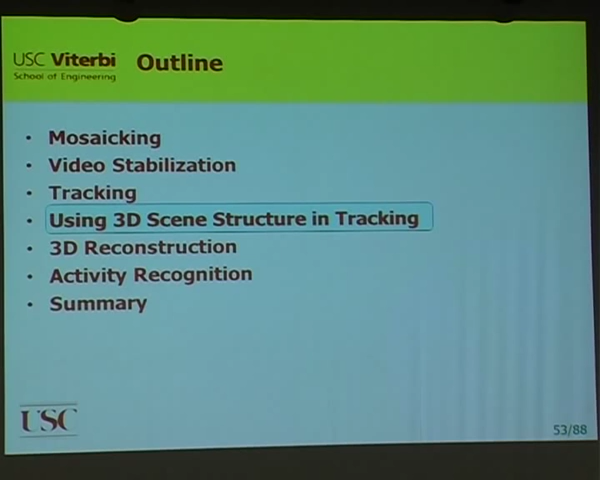 USC Viterbi
School of Engineering
Outline
• Mosaicking
• Video Stabilization
• Tracking
• Using 3D Scene Structure in Tracking
• 3D Reconstruction
• Activity Recognition
• Summary
USC
53/88